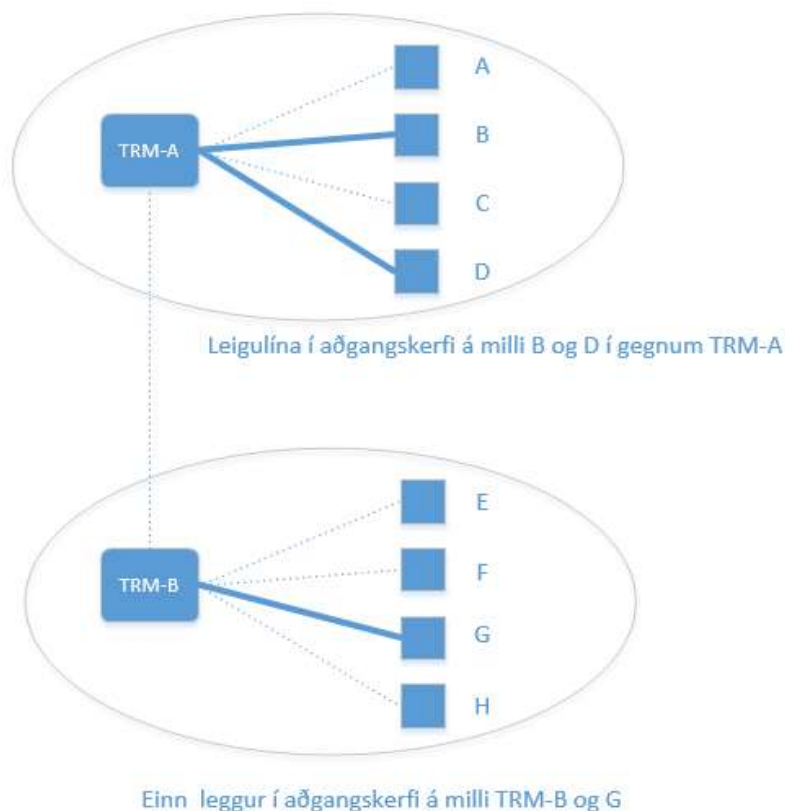 A
TRM-A
B
C
D
Leigulína í aðgangskerfi á milli B og D í gegnum TRM-A
E
TRM-B
F
G
H
Einn leggur í aðgangskerfi á milli TRM-B og G